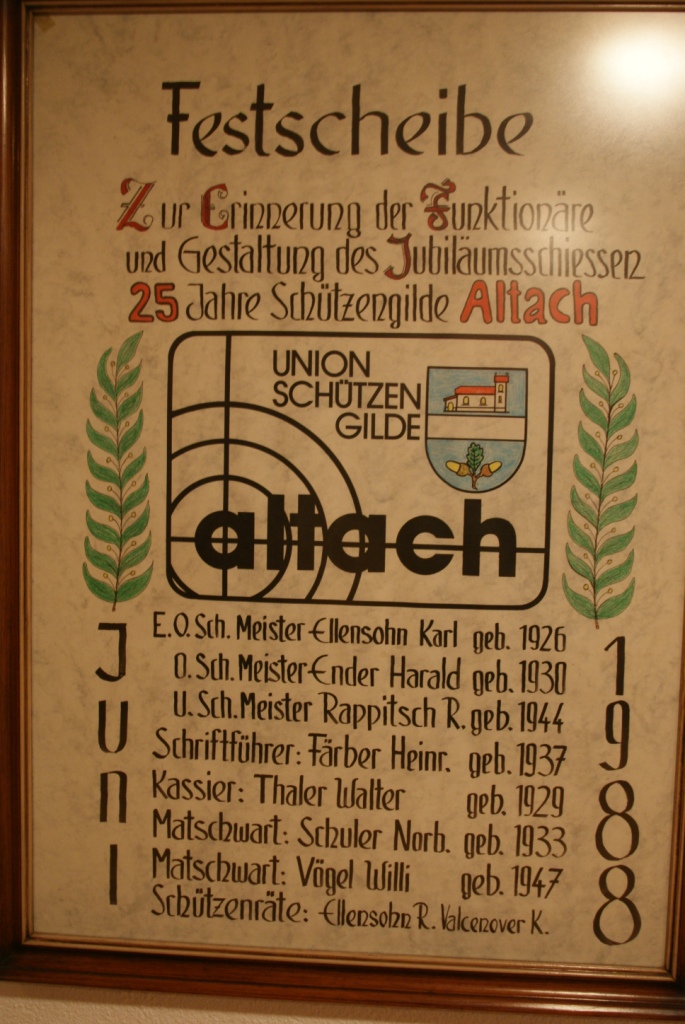 Festscheibe
Zur Erinnerung der Funktionäre
und Gestaltung des Jubiläumsschiessen
25 Jahre Schützengilde Altach
UNION
SCHÜTZEN
GILDE
altach
E.O.Sch. Meister Ellensohn Karl geb. 1926
O.Sch.Meister Ender Harald geb. 1930
U.Sch.Meister Rappitsch R. geb. 1944
Schriftführer: Färber Heinr. geb. 1937
Kassier: Thaler Walter geb. 1929
Matschwart: Schuler Norb. geb. 1933
Matschwart: Vögel Willi geb. 1947
Schützenräte: Ellensohn R. Valcenover K.
JUNI
1988